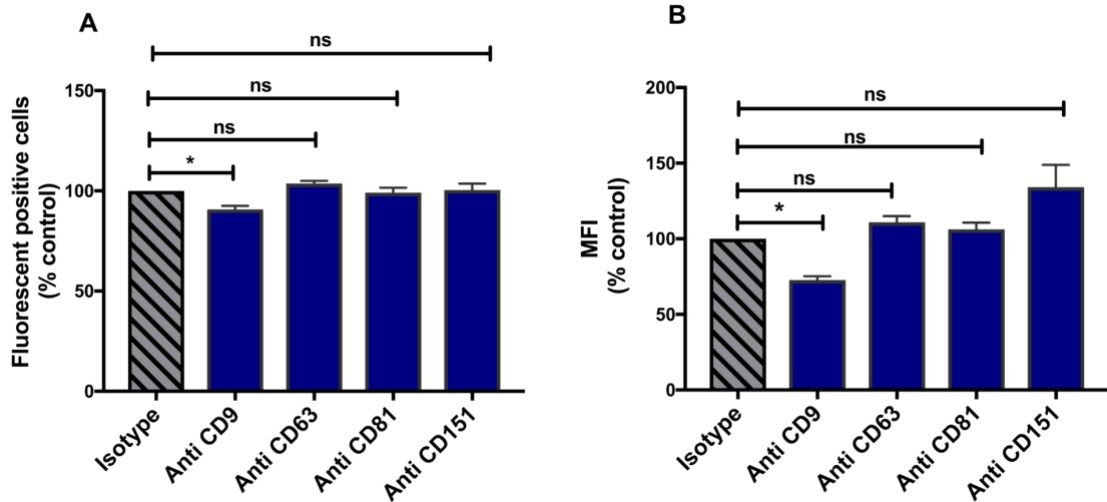 A
ns
ns
ns
*
Fluorescent positive cells
(% control)
150
100
50
0
Isotype
Anti CD9
Anti CD63
Anti CD81
Anti CD151
B
ns
ns
ns
*
MFI
(% control)
200
150
100
50
0
Isotype
Anti CD9
Anti CD63
Anti CD81
Anti CD151